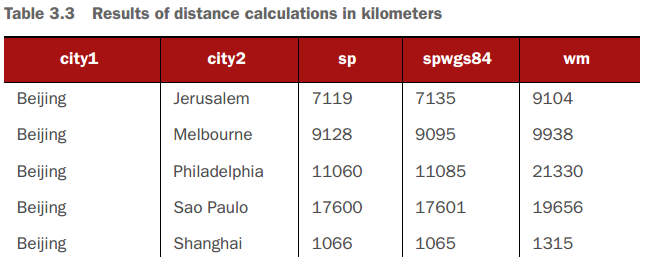 Table 3.3 Results of distance calculations in kilometers
city1 city2 sp spwgs84 wm
Beijing Jerusalem 7119 7135 9104
Beijing Melbourne 9128 9095 9938
Beijing Philadelphia 11060 11085 21330
Beijing Sao Paulo 17600 17601 19656
Beijing Shanghai 1066 1065 1315